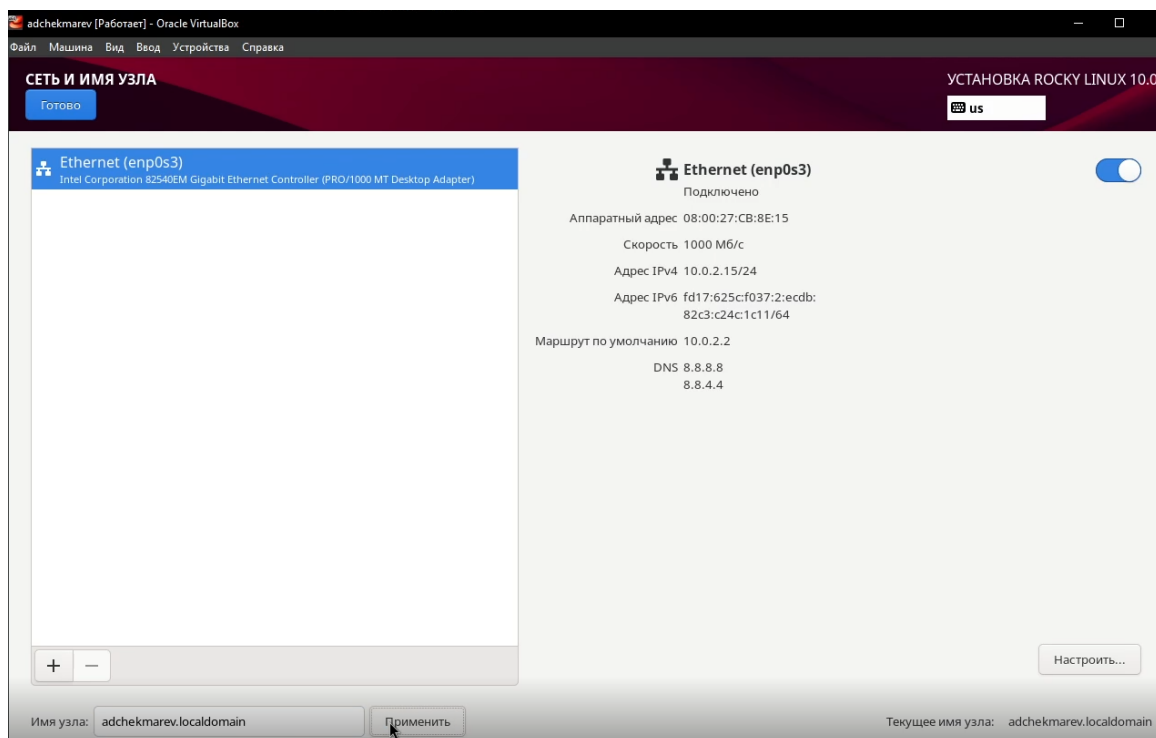 adchekmarev [Работает] - Oracle VirtualBox
Файл Машина Вид Ввод Устройства Справка
СЕТЬ И ИМЯ УЗЛА
УСТАНОВКА ROCKY LINUX 10.0
Готово
us
Ethernet (enp0s3)
Intel Corporation 82540EM Gigabit Ethernet Controller (PRO/1000 MT Desktop Adapter)
Ethernet (enp0s3)
Подключено
Аппаратный адрес 08:00:27:CB:8E:15
Скорость 1000 Мб/с
Адрес IPv4 10.0.2.15/24
Адрес IPv6 fd17:625c:f037:2:ecdb:
82c3:c24c:1c11/64
Маршрут по умолчанию 10.0.2.2
DNS 8.8.8.8
8.8.4.4
+ −
Настроить...
Имя узла: adchekmarev.localdomain Применить
Текущее имя узла: adchekmarev.localdomain